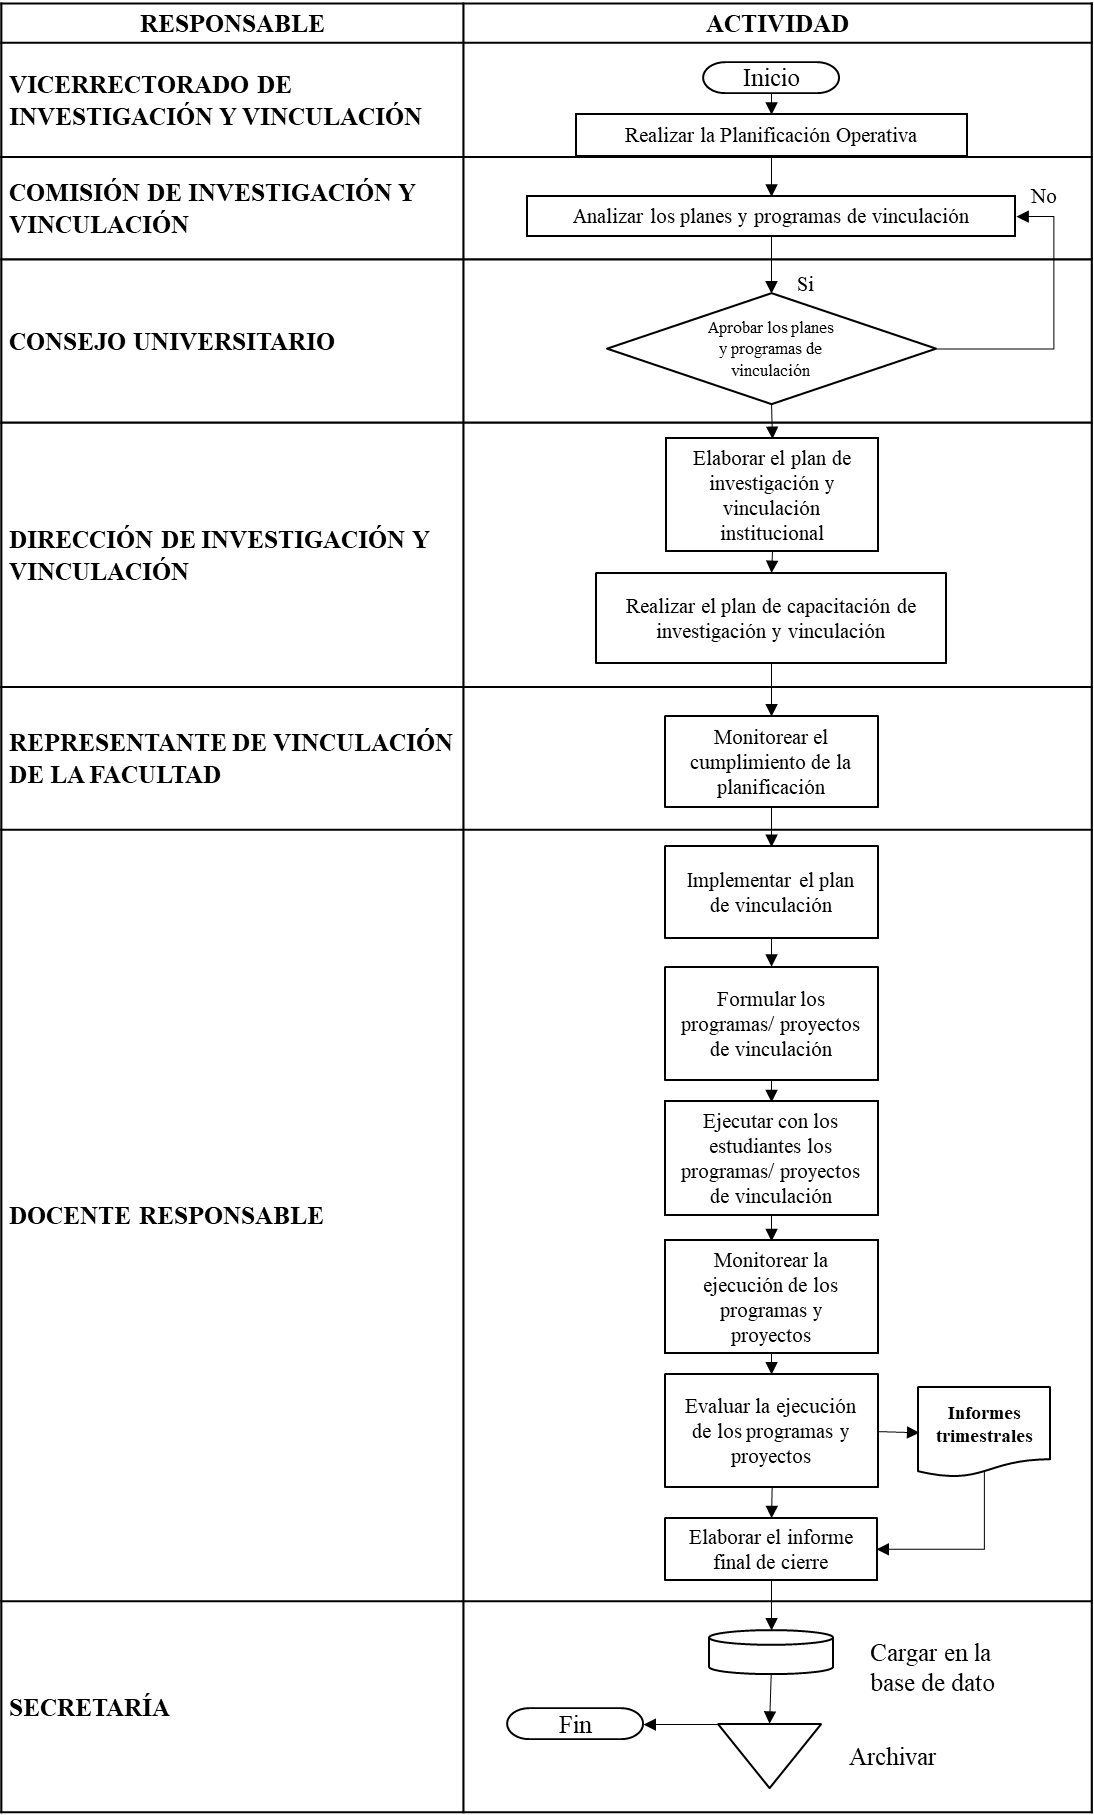 RESPONSABLE
ACTIVIDAD
VICERRECTORADO DE
INVESTIGACIÓN Y VINCULACIÓN
Inicio
Realizar la Planificación Operativa
COMISIÓN DE INVESTIGACIÓN Y
VINCULACIÓN
Analizar los planes y programas de vinculación
No
CONSEJO UNIVERSITARIO
Si
Aprobar los planes
y programas de
vinculación
DIRECCIÓN DE INVESTIGACIÓN Y
VINCULACIÓN
Elaborar el plan de
investigación y
vinculación
institucional
Realizar el plan de capacitación de
investigación y vinculación
REPRESENTANTE DE VINCULACIÓN
DE LA FACULTAD
Monitorear el
cumplimiento de la
planificación
DOCENTE RESPONSABLE
Implementar el plan
de vinculación
Formular los
programas/ proyectos
de vinculación
Ejecutar con los
estudiantes los
programas/ proyectos
de vinculación
Monitorear la
ejecución de los
programas y
proyectos
Evaluar la ejecución
de los programas y
proyectos
Informes
trimestrales
Elaborar el informe
final de cierre
SECRETARÍA
Cargar en la
base de dato
Fin
Archivar